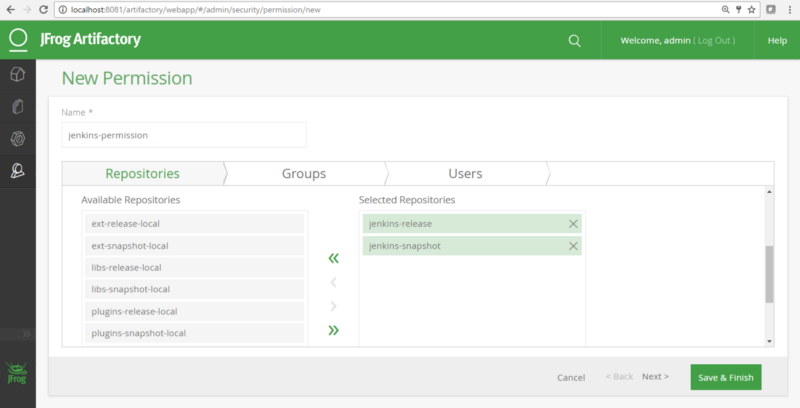 localhost:8081/artifactory/webapp/#/admin/security/permission/new
JFrog Artifactory
Welcome, admin ( Log Out )
Help
New Permission
Name *
jenkins-permission
Repositories
Groups
Users
Available Repositories
Selected Repositories
ext-release-local
ext-snapshot-local
libs-release-local
libs-snapshot-local
plugins-release-local
plugins-snapshot-local
jenkins-release
jenkins-snapshot
Cancel
< Back
Next >
Save & Finish
JFrog